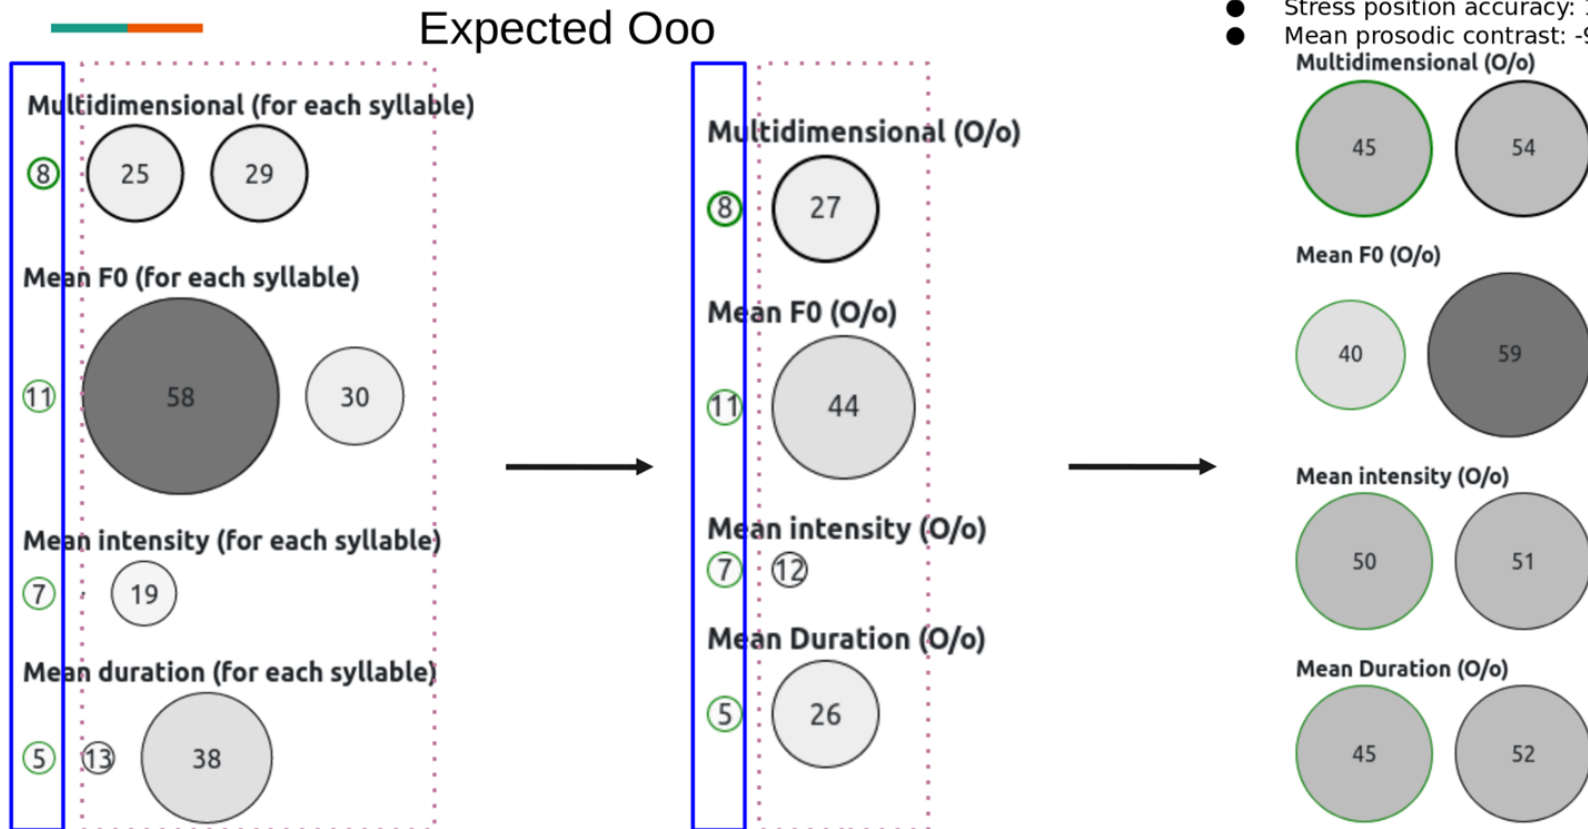 Expected Ooo
Multidimensional (for each syllable)
8 25 29
Mean F0 (for each syllable)
11 58 30
Mean intensity (for each syllable)
7 19
Mean duration (for each syllable)
5 13 38
Multidimensional (O/o)
8 27
Mean F0 (O/o)
11 44
Mean intensity (O/o)
7 12
Mean Duration (O/o)
5 26
● Stress position accuracy:
● Mean prosodic contrast: -9
Multidimensional (O/o)
45 54
Mean F0 (O/o)
40 59
Mean intensity (O/o)
50 51
Mean Duration (O/o)
45 52